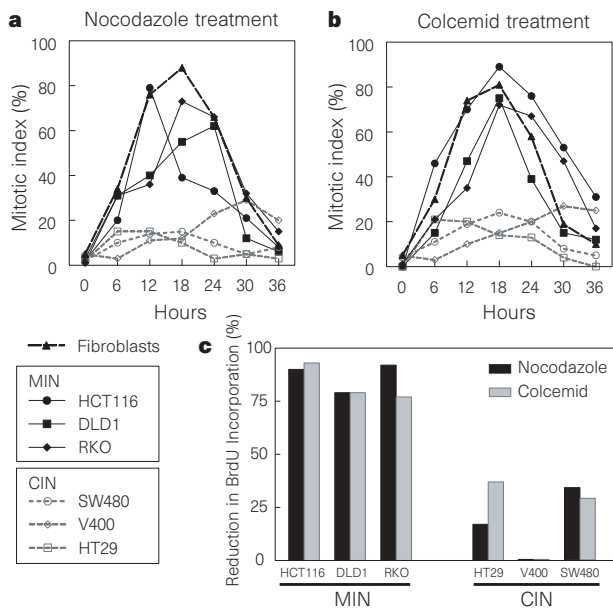 a Nocodazole treatment
Mitotic index (%)
100
80
60
40
20
0
0 6 12 18 24 30 36
Hours
b Colcemid treatment
Mitotic index (%)
100
80
60
40
20
0
0 6 12 18 24 30 36
Hours
Fibroblasts
MIN
HCT116
DLD1
RKO
CIN
SW480
V400
HT29
c
Reduction in BrdU Incorporation (%)
100
75
50
25
0
Nocodazole
Colcemid
HCT116 DLD1 RKO HT29 V400 SW480
MIN CIN